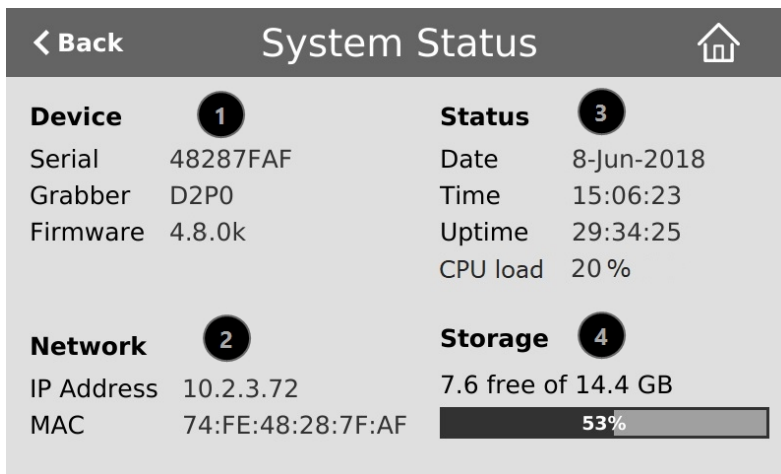 Back System Status
Device 1
Serial 48287FAF
Grabber D2P0
Firmware 4.8.0k
Status 3
Date 8-Jun-2018
Time 15:06:23
Uptime 29:34:25
CPU load 20 %
Network 2
IP Address 10.2.3.72
MAC 74:FE:48:28:7F:AF
Storage 4
7.6 free of 14.4 GB
53%